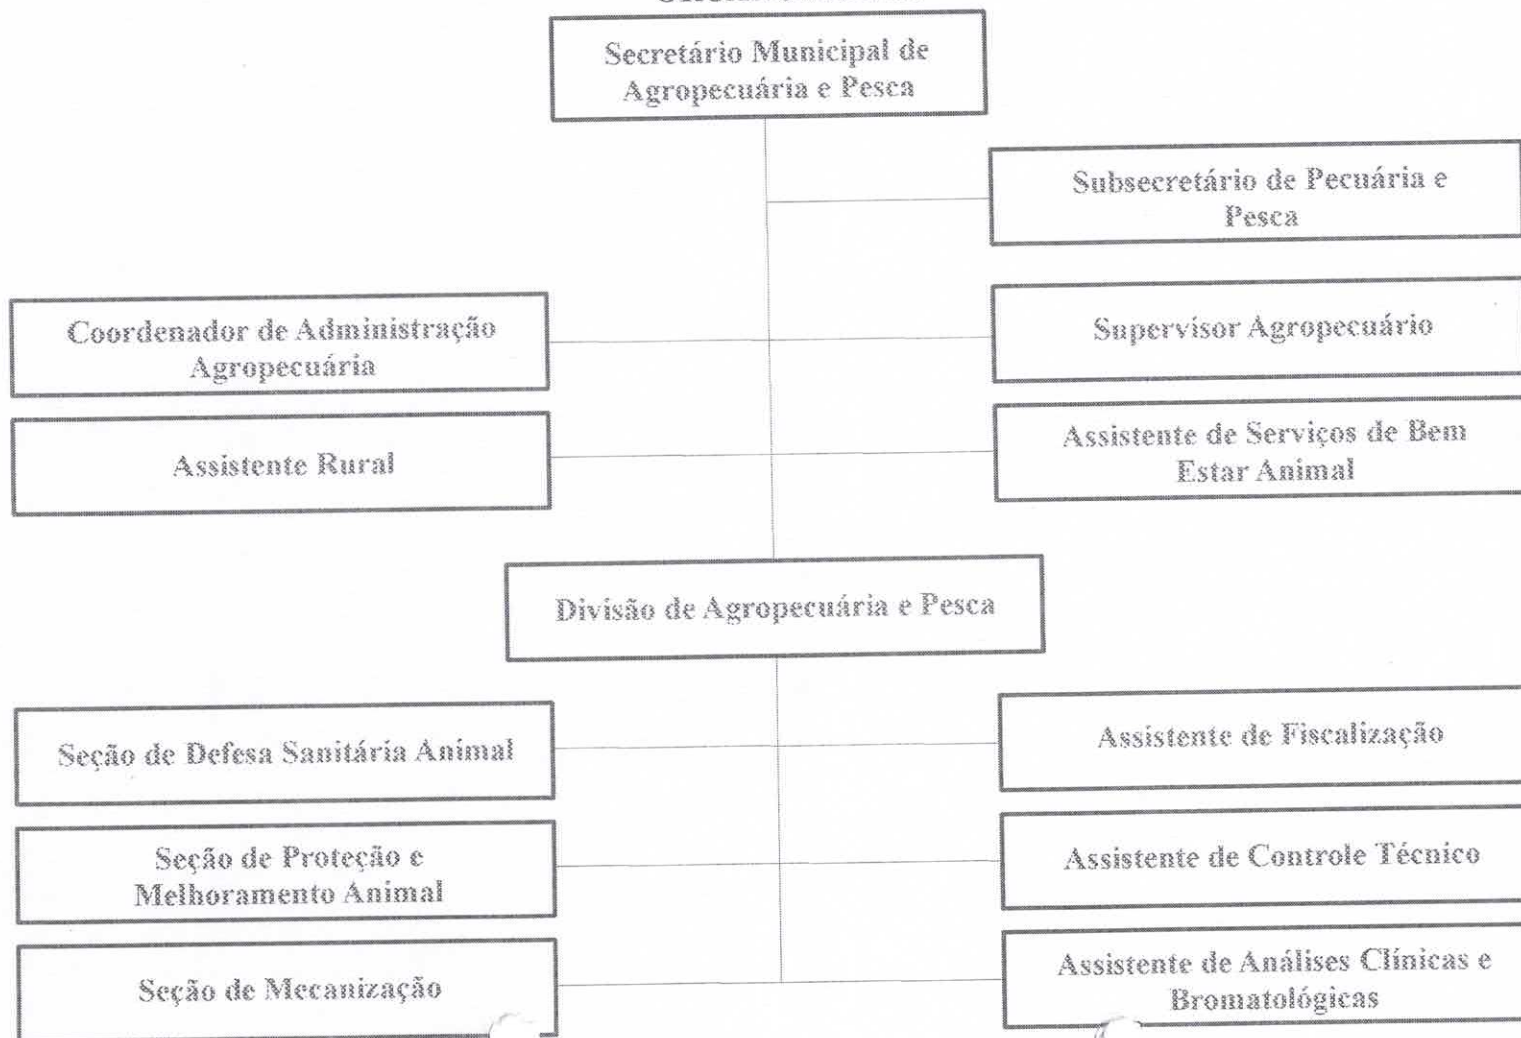 Secretário Municipal de
Agropecuária e Pesca
Subsecretário de Pecuária e
Pesca
Coordenador de Administração
Agropecuária
Supervisor Agropecuário
Assistente Rural
Assistente de Serviços de Bem
Estar Animal
Divisão de Agropecuária e Pesca
Seção de Defesa Sanitária Animal
Assistente de Fiscalização
Seção de Proteção e
Melhoramento Animal
Assistente de Controle Técnico
Seção de Mecanização
Assistente de Análises Clínicas e
Bromatológicas